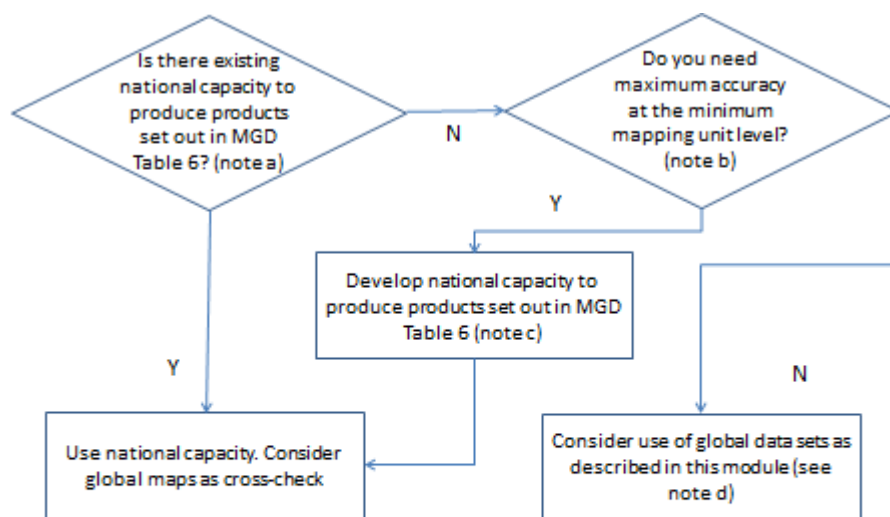 Is there existing
national capacity to
produce products
set out in MGD
Table 6? (note a)
N
Do you need
maximum accuracy
at the minimum
mapping unit level?
(note b)
Y
Develop national capacity to
produce products set out in MGD
Table 6 (note c)
Y
N
Use national capacity. Consider
global maps as cross-check
Consider use of global data sets as
described in this module (see
note d)